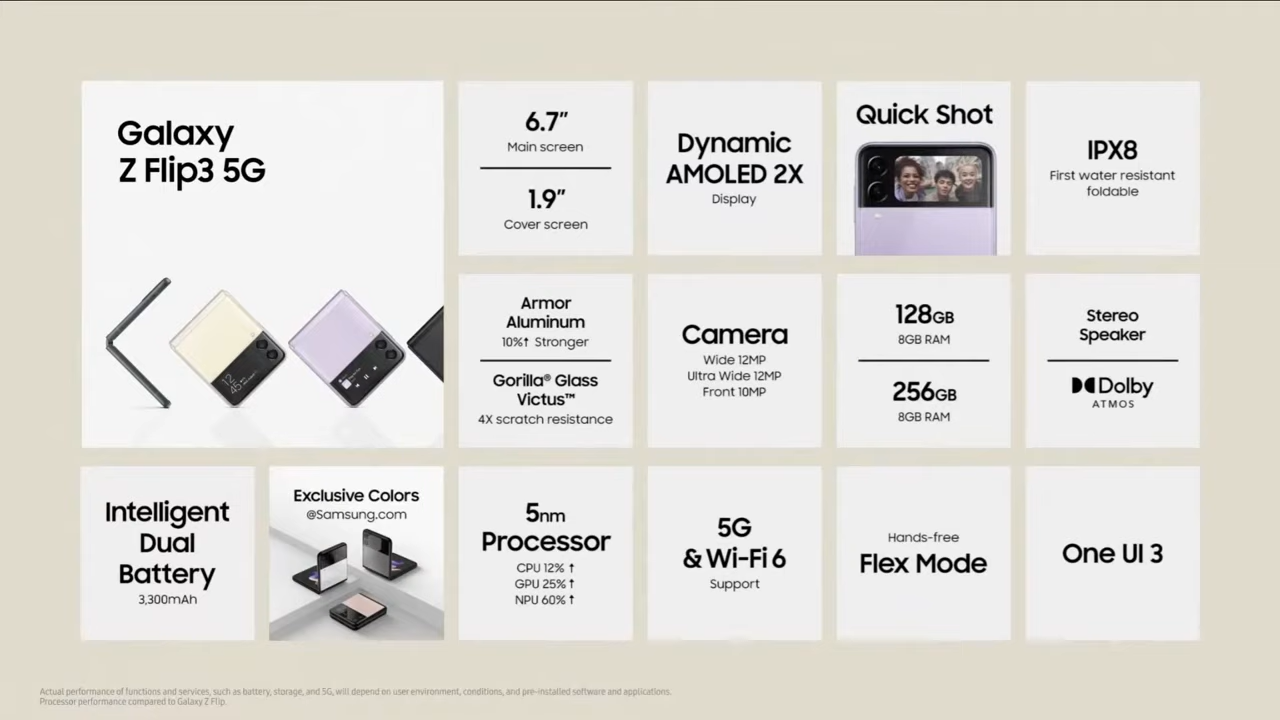 Galaxy
Z Flip3 5G
6.7”
Main screen
1.9”
Cover screen
Dynamic
AMOLED 2X
Display
Quick Shot
IPX8
First water resistant
foldable
Armor
Aluminum
10%↑ Stronger
Gorilla® Glass
Victus™
4X scratch resistance
Camera
Wide 12MP
Ultra Wide 12MP
Front 10MP
128GB
8GB RAM
256GB
8GB RAM
Stereo
Speaker
Dolby
ATMOS
Intelligent
Dual
Battery
3,300mAh
Exclusive Colors
@Samsung.com
5nm
Processor
CPU 12% ↑
GPU 25% ↑
NPU 60% ↑
5G
& Wi-Fi 6
Support
Hands-free
Flex Mode
One UI 3
Actual performance of functions and services, such as battery, storage, and 5G, will depend on user environment, conditions, and pre-installed software and applications.
Processor performance compared to Galaxy Z Flip.